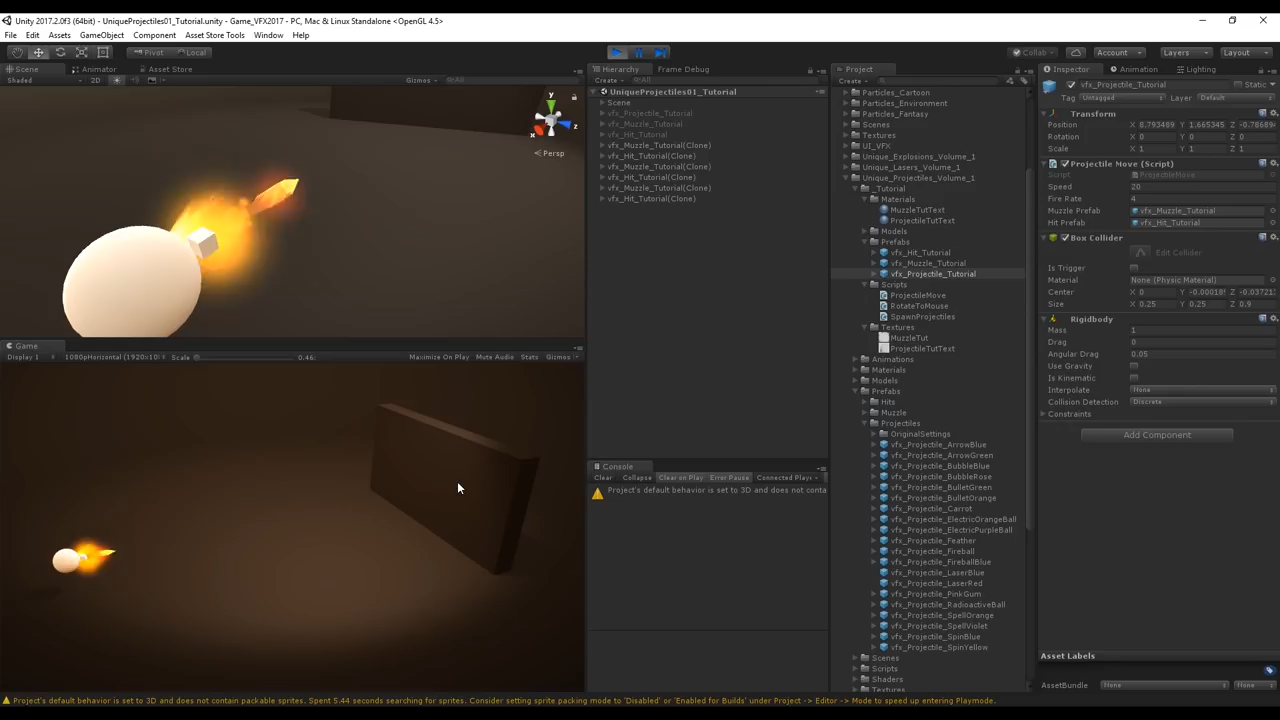 Unity 2017.2.0f3 (64bit) - UniqueProjectiles01_Tutorial.unity - Game_VFX2017 - PC, Mac & Linux Standalone <OpenGL 4.5>
File Edit Assets GameObject Component Asset Store Tools Window Help
Pivot Local Collab Account Layers Layout
Scene Animator Asset Store
Shaded 2D Gizmos All
y
z
Persp
Game
Display 1 1080pHorizontal (1920x10 Scale 0.46: Maximize On Play Mute Audio Stats Gizmos
Hierarchy Frame Debug
Create All
UniqueProjectiles01_Tutorial
Scene
vfx_Projectile_Tutorial
vfx_Muzzle_Tutorial
vfx_Hit_Tutorial
vfx_Muzzle_Tutorial(Clone)
vfx_Hit_Tutorial(Clone)
vfx_Muzzle_Tutorial(Clone)
vfx_Hit_Tutorial(Clone)
vfx_Muzzle_Tutorial(Clone)
vfx_Hit_Tutorial(Clone)
Console
Clear Collapse Clear on Play Error Pause Connected Play
Project's default behavior is set to 3D and does not conta
Project
Create
Particles_Cartoon
Particles_Environment
Particles_Fantasy
Scenes
Textures
UI_VFX
Unique_Explosions_Volume_1
Unique_Lasers_Volume_1
Unique_Projectiles_Volume_1
_Tutorial
Materials
MuzzleTutText
ProjectileTutText
Models
Prefabs
vfx_Hit_Tutorial
vfx_Muzzle_Tutorial
vfx_Projectile_Tutorial
Scripts
ProjectileMove
RotateToMouse
SpawnProjectiles
Textures
MuzzleTut
ProjectileTutText
Animations
Materials
Models
Prefabs
Hits
Muzzle
Projectiles
OriginalSettings
vfx_Projectile_ArrowBlue
vfx_Projectile_ArrowGreen
vfx_Projectile_BubbleBlue
vfx_Projectile_BubbleRose
vfx_Projectile_BulletGreen
vfx_Projectile_BulletOrange
vfx_Projectile_Carrot
vfx_Projectile_ElectricOrangeBall
vfx_Projectile_ElectricPurpleBall
vfx_Projectile_Feather
vfx_Projectile_Fireball
vfx_Projectile_FireballBlue
vfx_Projectile_LaserBlue
vfx_Projectile_LaserRed
vfx_Projectile_PinkGum
vfx_Projectile_RadioactiveBall
vfx_Projectile_SpellOrange
vfx_Projectile_SpellViolet
vfx_Projectile_SpinBlue
vfx_Projectile_SpinYellow
Scenes
Scripts
Shaders
Textures
Inspector Animation Lighting
vfx_Projectile_Tutorial Static
Tag Untagged Layer Default
Transform
Position X 8.793489 Y 1.665345 Z -0.78689
Rotation X 0 Y 0 Z 0
Scale X 1 Y 1 Z 1
Projectile Move (Script)
Script ProjectileMove
Speed 20
Fire Rate 4
Muzzle Prefab vfx_Muzzle_Tutorial
Hit Prefab vfx_Hit_Tutorial
Box Collider
Edit Collider
Is Trigger
Material None (Physic Material)
Center X 0 Y -0.00018 Z -0.0372
Size X 0.25 Y 0.25 Z 0.9
Rigidbody
Mass 1
Drag 0
Angular Drag 0.05
Use Gravity
Is Kinematic
Interpolate None
Collision Detection Discrete
Constraints
Add Component
Asset Labels
AssetBundle None None
Project's default behavior is set to 3D and does not contain packable sprites. Spent 5.44 seconds searching for sprites. Consider setting sprite packing mode to 'Disabled' or 'Enabled for Builds' under Project -> Editor -> Mode to speed up entering Playmode.